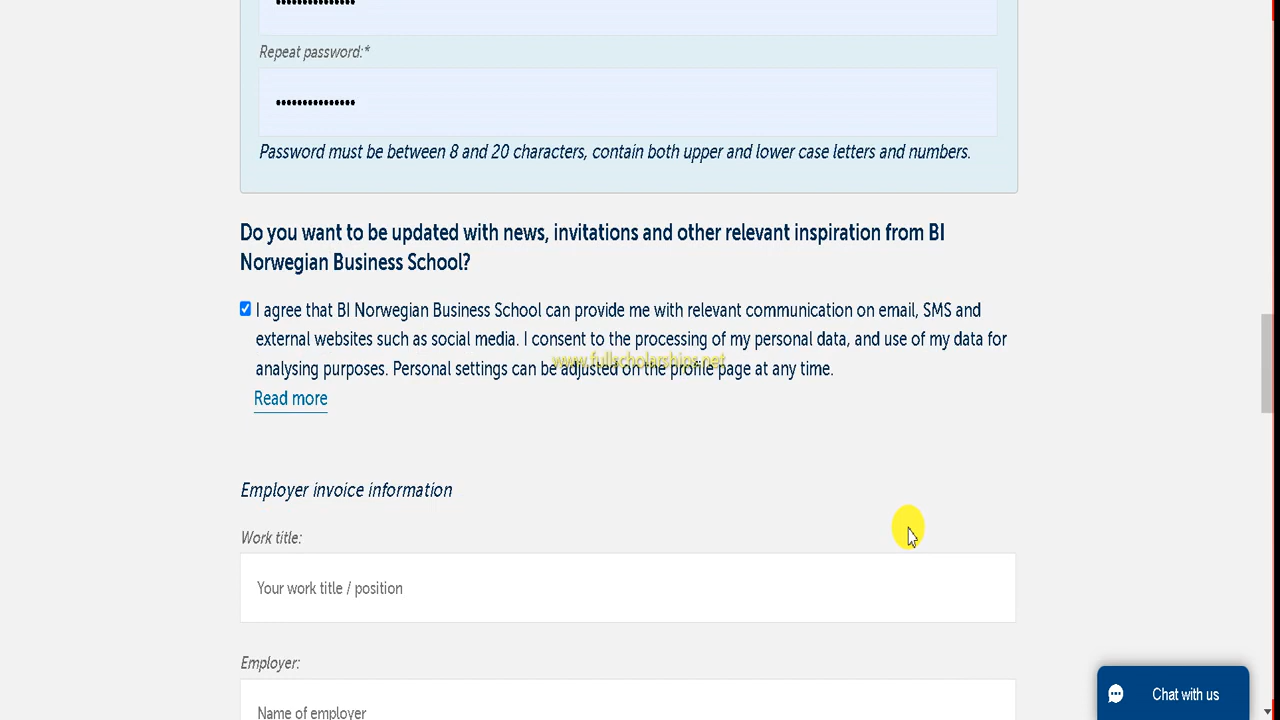 •••••••••••••••
Repeat password:*
•••••••••••••••
Password must be between 8 and 20 characters, contain both upper and lower case letters and numbers.
Do you want to be updated with news, invitations and other relevant inspiration from BI
Norwegian Business School?
I agree that BI Norwegian Business School can provide me with relevant communication on email, SMS and
external websites such as social media. I consent to the processing of my personal data, and use of my data for
www.fullscholarships.net
analysing purposes. Personal settings can be adjusted on the profile page at any time.
Read more
Employer invoice information
Work title:
Your work title / position
Employer:
Name of employer
Chat with us